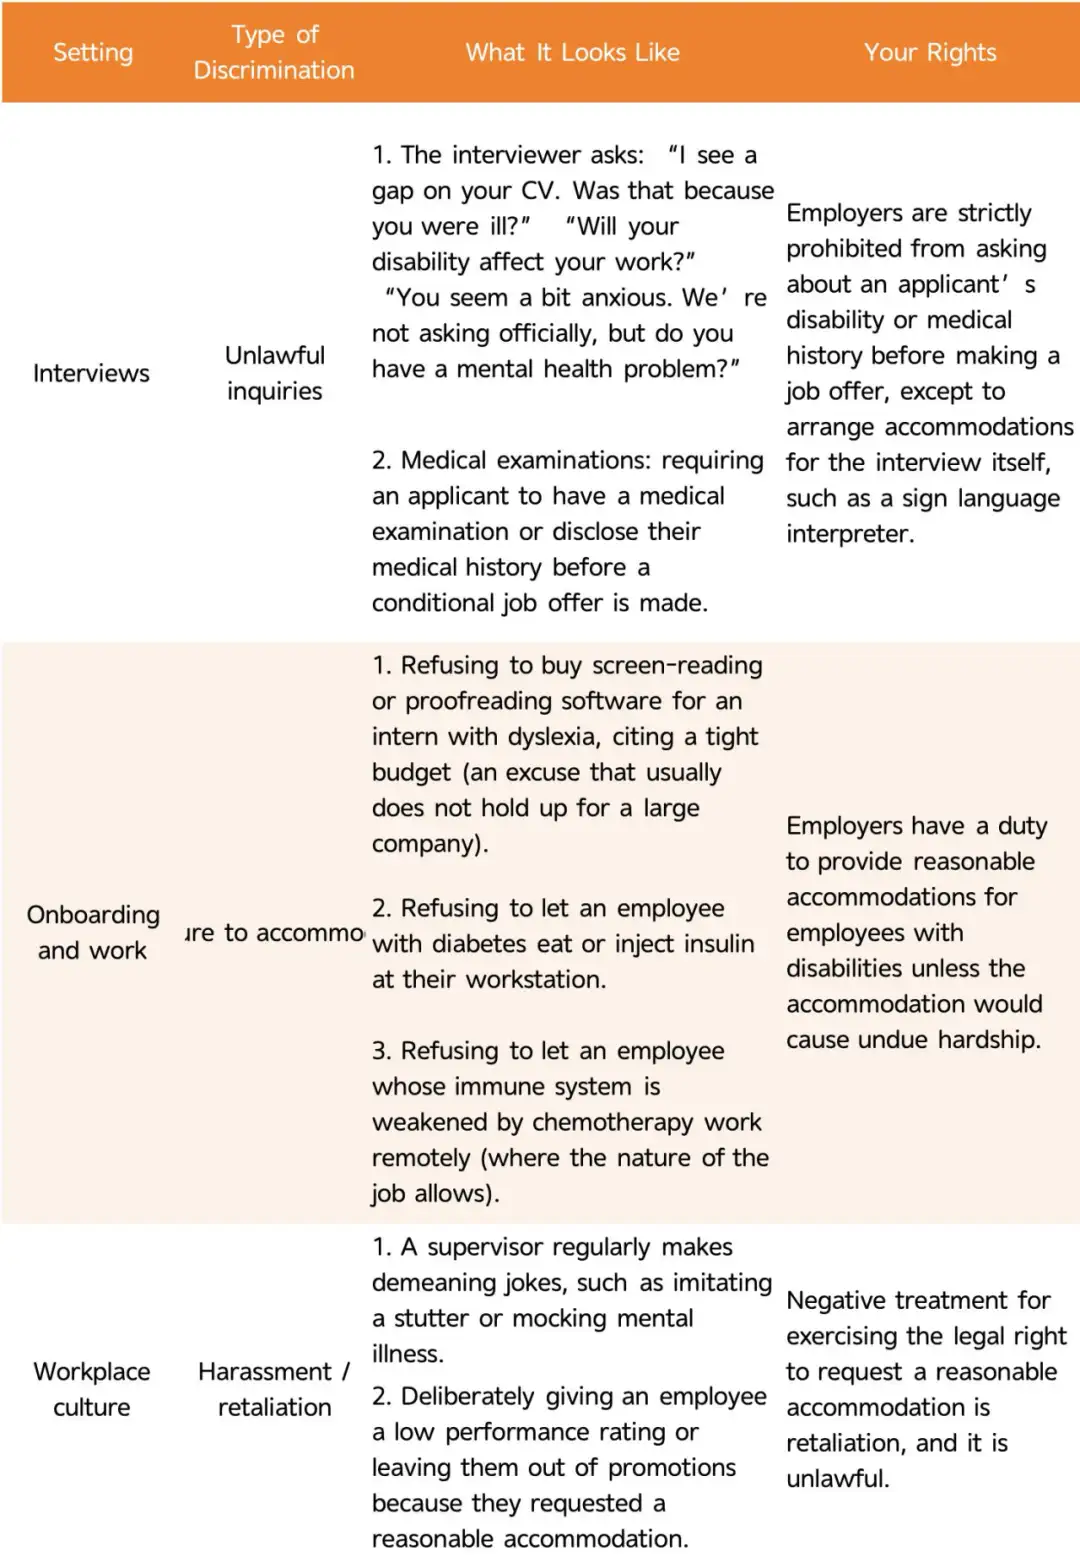 Setting
Type of
Discrimination
What It Looks Like
Your Rights
Interviews
Unlawful
inquiries
1. The interviewer asks: “I see a
gap on your CV. Was that because
you were ill?” “Will your
disability affect your work?”
“You seem a bit anxious. We’re
not asking officially, but do you
have a mental health problem?”
2. Medical examinations: requiring
an applicant to have a medical
examination or disclose their
medical history before a
conditional job offer is made.
Employers are strictly
prohibited from asking
about an applicant’s
disability or medical
history before making a
job offer, except to
arrange accommodations
for the interview itself,
such as a sign language
interpreter.
Onboarding
and work
to
1. Refusing to buy screen-reading
or proofreading software for an
intern with dyslexia, citing a tight
budget (an excuse that usually
does not hold up for a large
company).
2. Refusing to let an employee
with diabetes eat or inject insulin
at their workstation.
3. Refusing to let an employee
whose immune system is
weakened by chemotherapy work
remotely (where the nature of the
job allows).
Employers have a duty
to provide reasonable
accommodations for
employees with
disabilities unless the
accommodation would
cause undue hardship.
Workplace
culture
Harassment /
retaliation
1. A supervisor regularly makes
demeaning jokes, such as imitating
a stutter or mocking mental
illness.
2. Deliberately giving an employee
a low performance rating or
leaving them out of promotions
because they requested a
reasonable accommodation.
Negative treatment for
exercising the legal right
to request a reasonable
accommodation is
retaliation, and it is
unlawful.